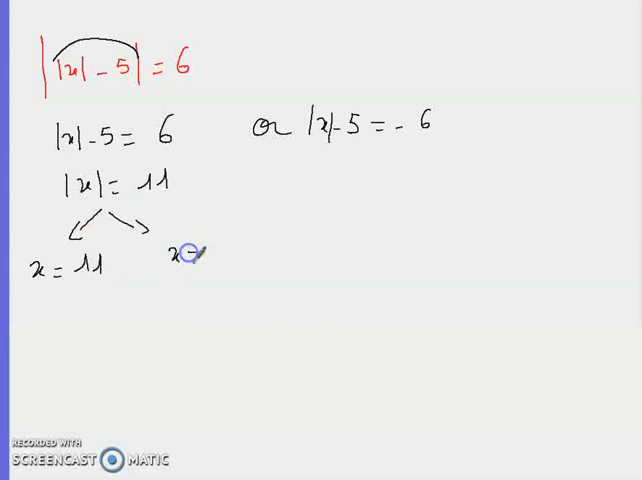 ||x| - 5| = 6
|x| - 5 = 6 or |x| - 5 = - 6
|x| = 11
x = 11 x =
RECORDED WITH
SCREENCAST MATIC